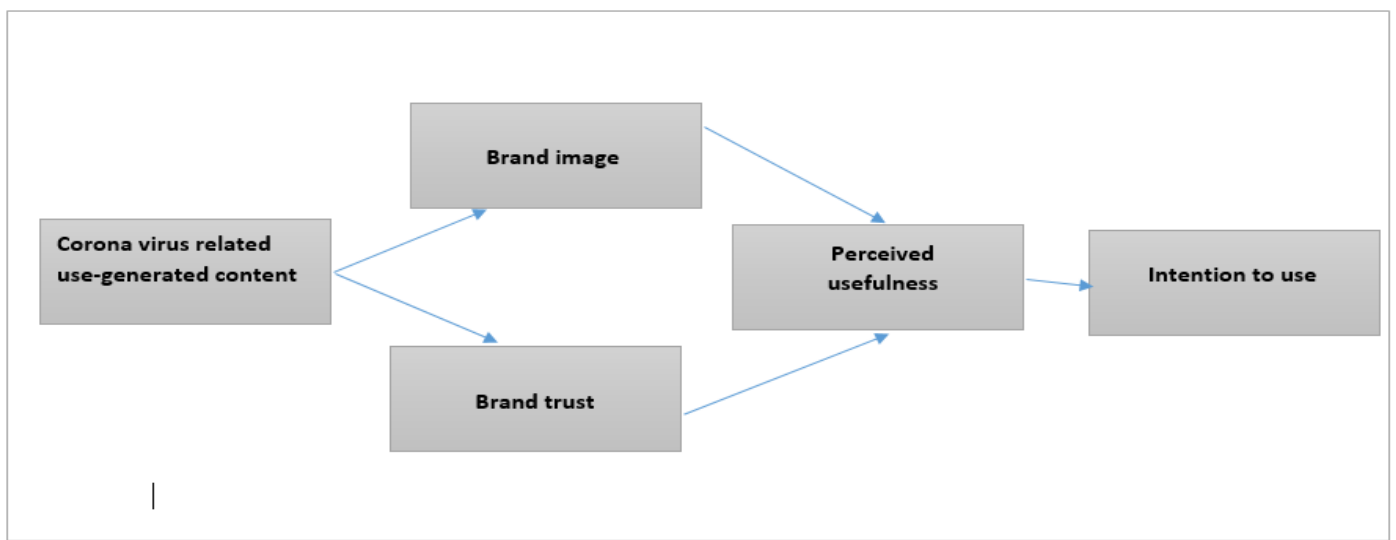 Brand image
Corona virus related
use-generated content
Perceived
usefulness
Intention to use
Brand trust